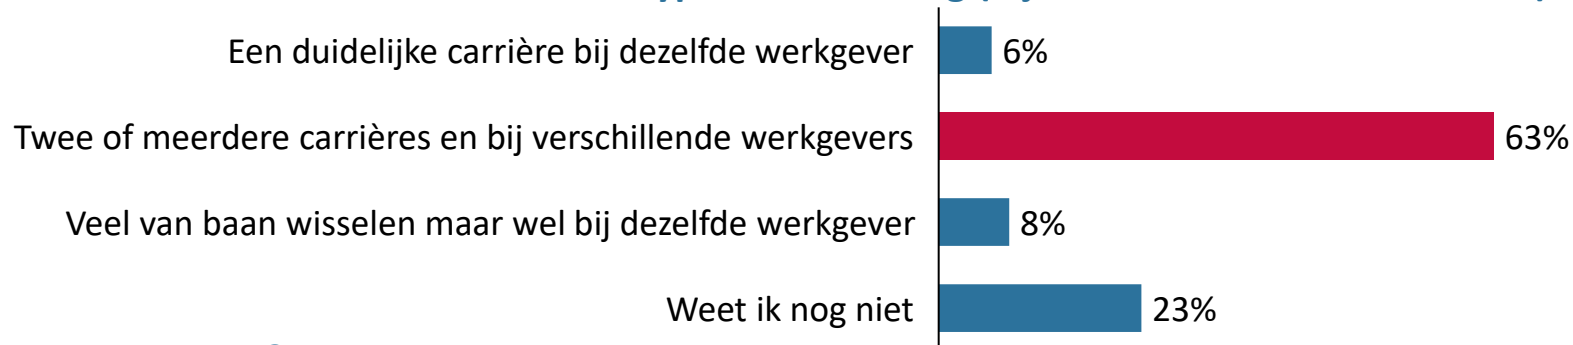 Een duidelijke carrière bij dezelfde werkgever 6%
Twee of meerdere carrières en bij verschillende werkgevers 63%
Veel van baan wisselen maar wel bij dezelfde werkgever 8%
Weet ik nog niet 23%